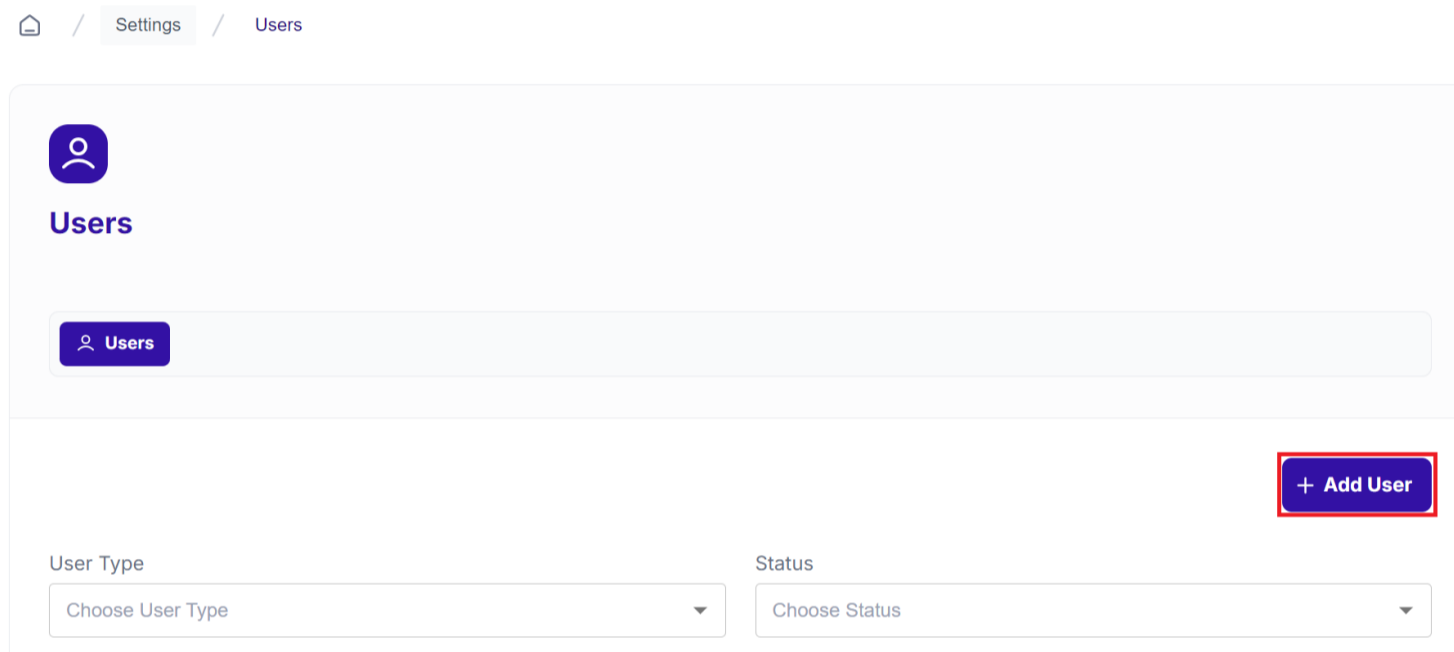 Settings / Users
Users
Users
+ Add User
User Type Status
Choose User Type Choose Status